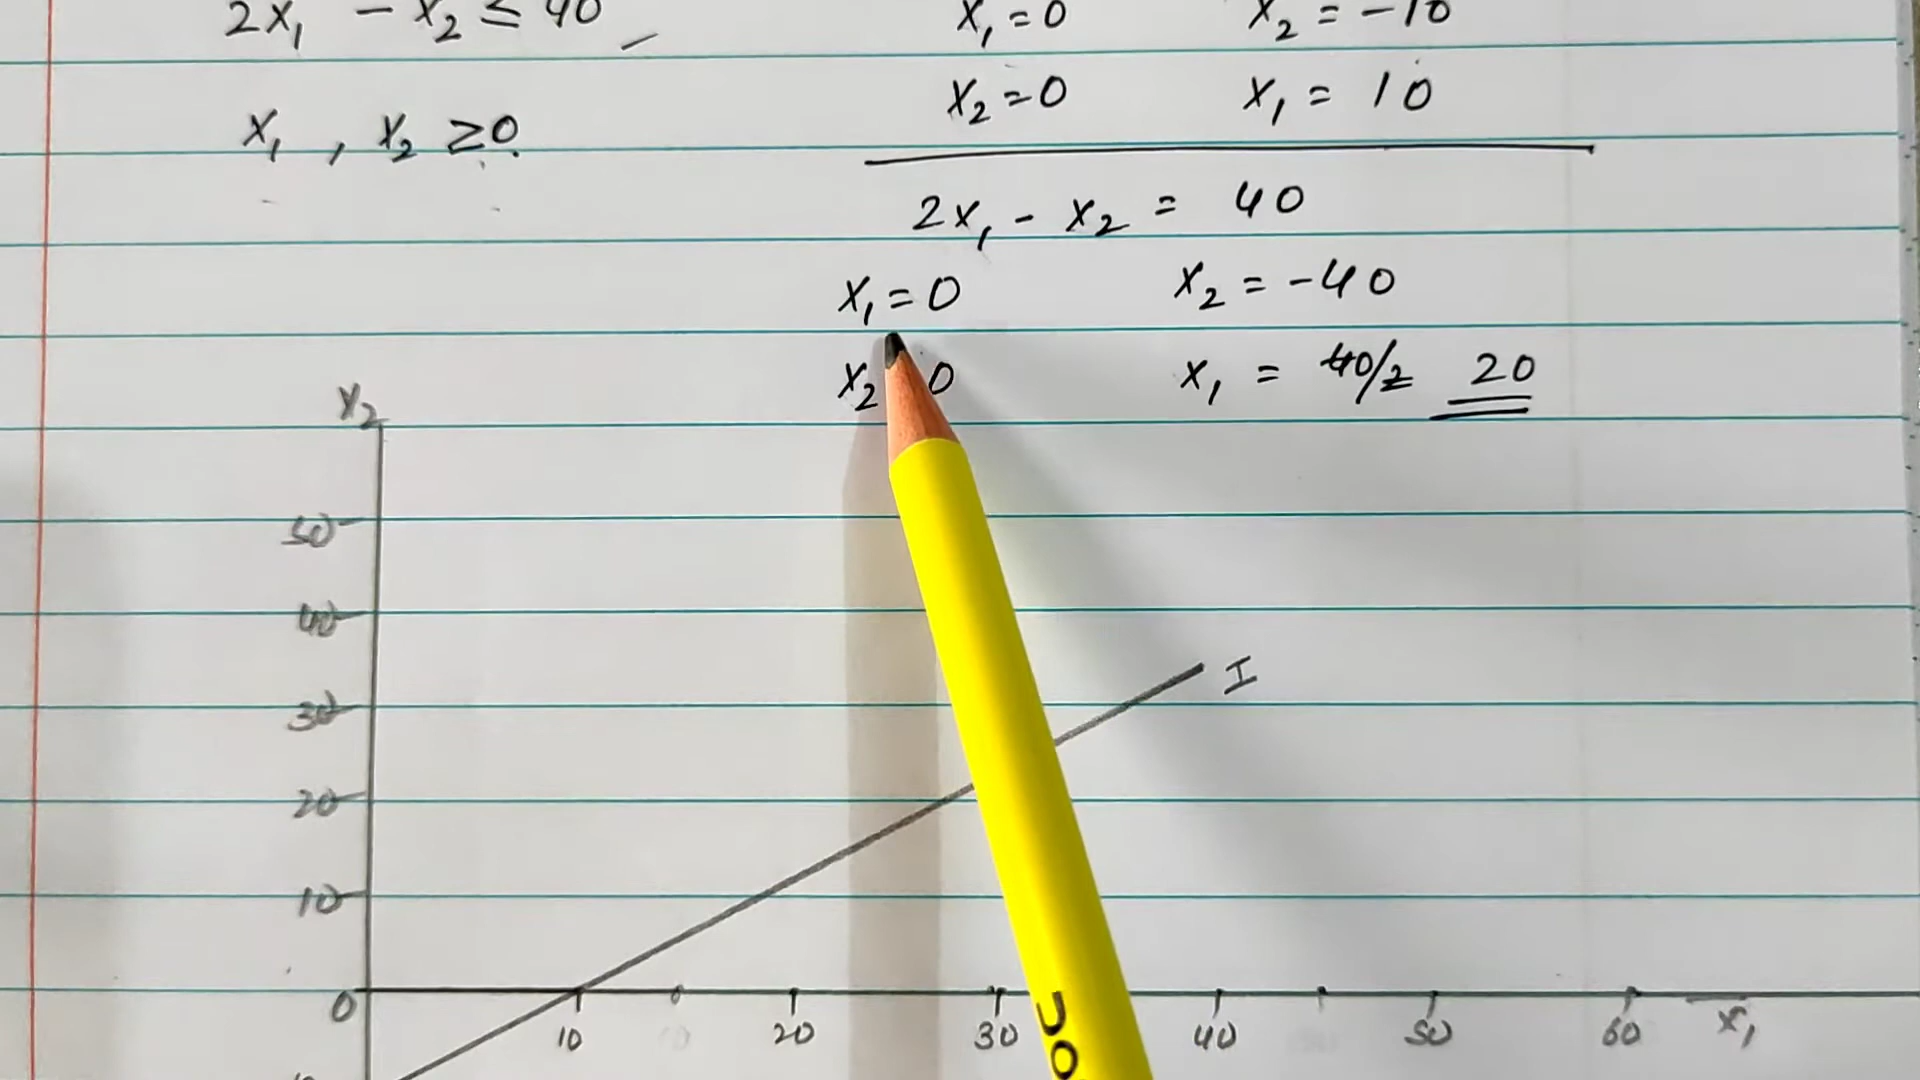 2x₁ - x₂ ≤ 40
x₁ , x₂ ≥ 0
x₁ = 0 x₂ = -10
x₂ = 0 x₁ = 10
2x₁ - x₂ = 40
x₁ = 0 x₂ = -40
x₂ 0 x₁ = 40/2 20
x₂
50
40
30
20
10
0
I
10 20 30 40 50 60 x₁